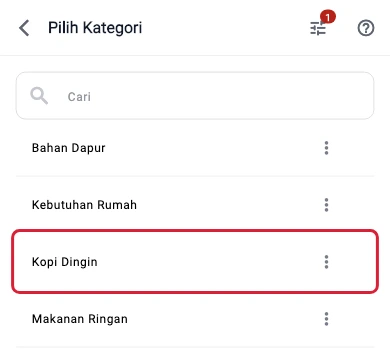 Pilih Kategori
1
Cari
Bahan Dapur
Kebutuhan Rumah
Kopi Dingin
Makanan Ringan